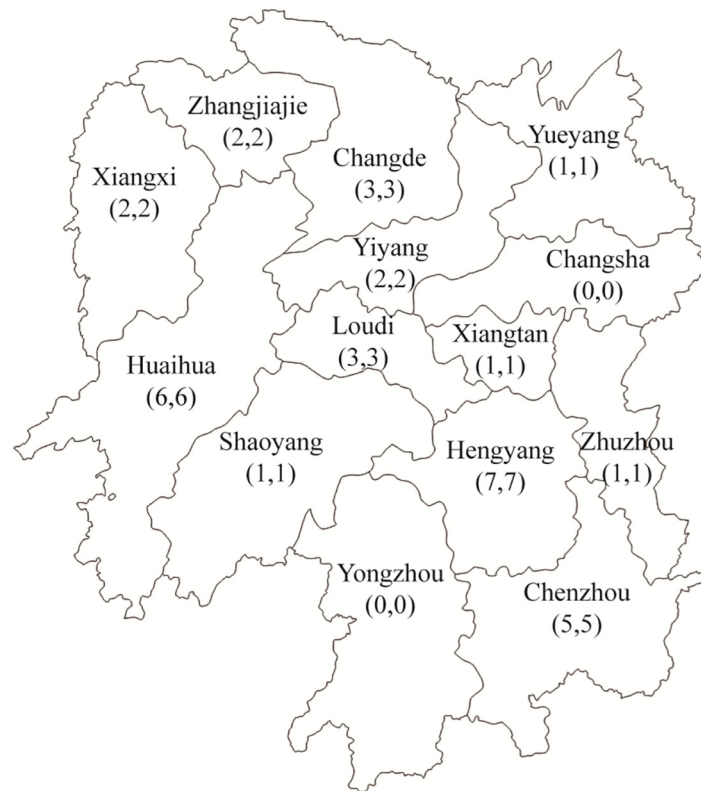 Zhangjiajie
(2,2)
Yueyang
(1,1)
Changde
(3,3)
Xiangxi
(2,2)
Yiyang
(2,2)
Changsha
(0,0)
Loudi
(3,3)
Xiangtan
(1,1)
Huaihua
(6,6)
Shaoyang
(1,1)
Hengyang
(7,7)
Zhuzhou
(1,1)
Yongzhou
(0,0)
Chenzhou
(5,5)